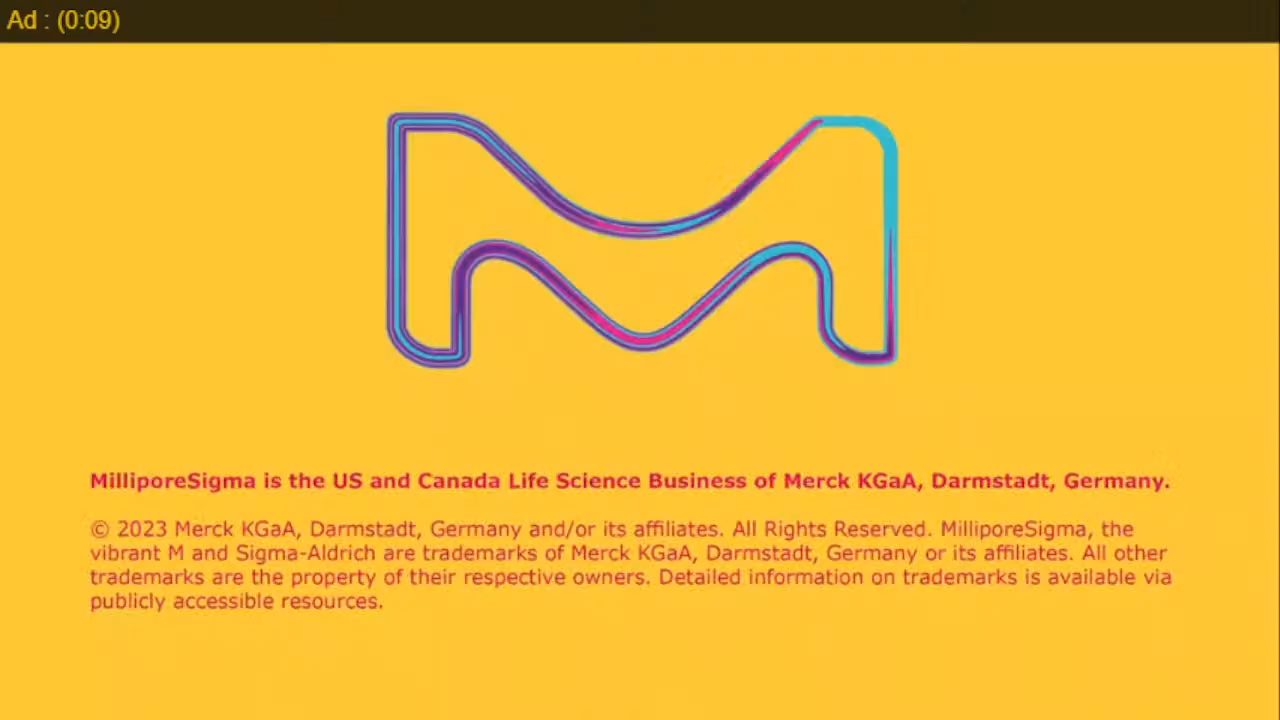 Ad : (0:09)
MilliporeSigma is the US and Canada Life Science Business of Merck KGaA, Darmstadt, Germany.
© 2023 Merck KGaA, Darmstadt, Germany and/or its affiliates. All Rights Reserved. MilliporeSigma, the
vibrant M and Sigma-Aldrich are trademarks of Merck KGaA, Darmstadt, Germany or its affiliates. All other
trademarks are the property of their respective owners. Detailed information on trademarks is available via
publicly accessible resources.